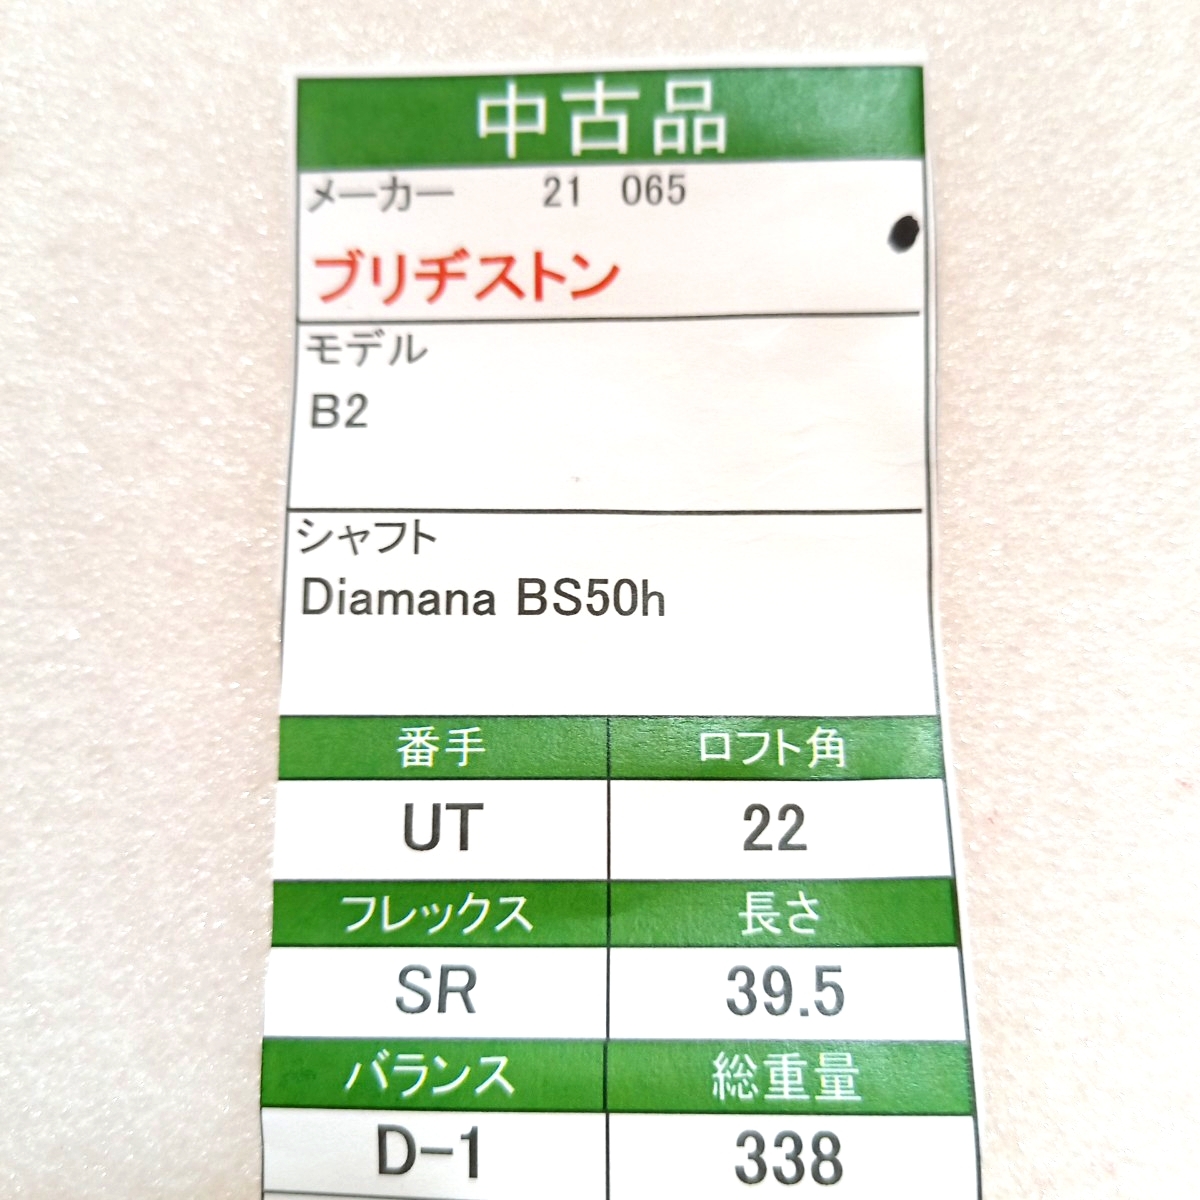 中古品
メーカー 21 065
ブリヂストン
モデル
B2
シャフト
Diamana BS50h
番手 ロフト角
UT 22
フレックス 長さ
SR 39.5
バランス 総重量
D-1 338